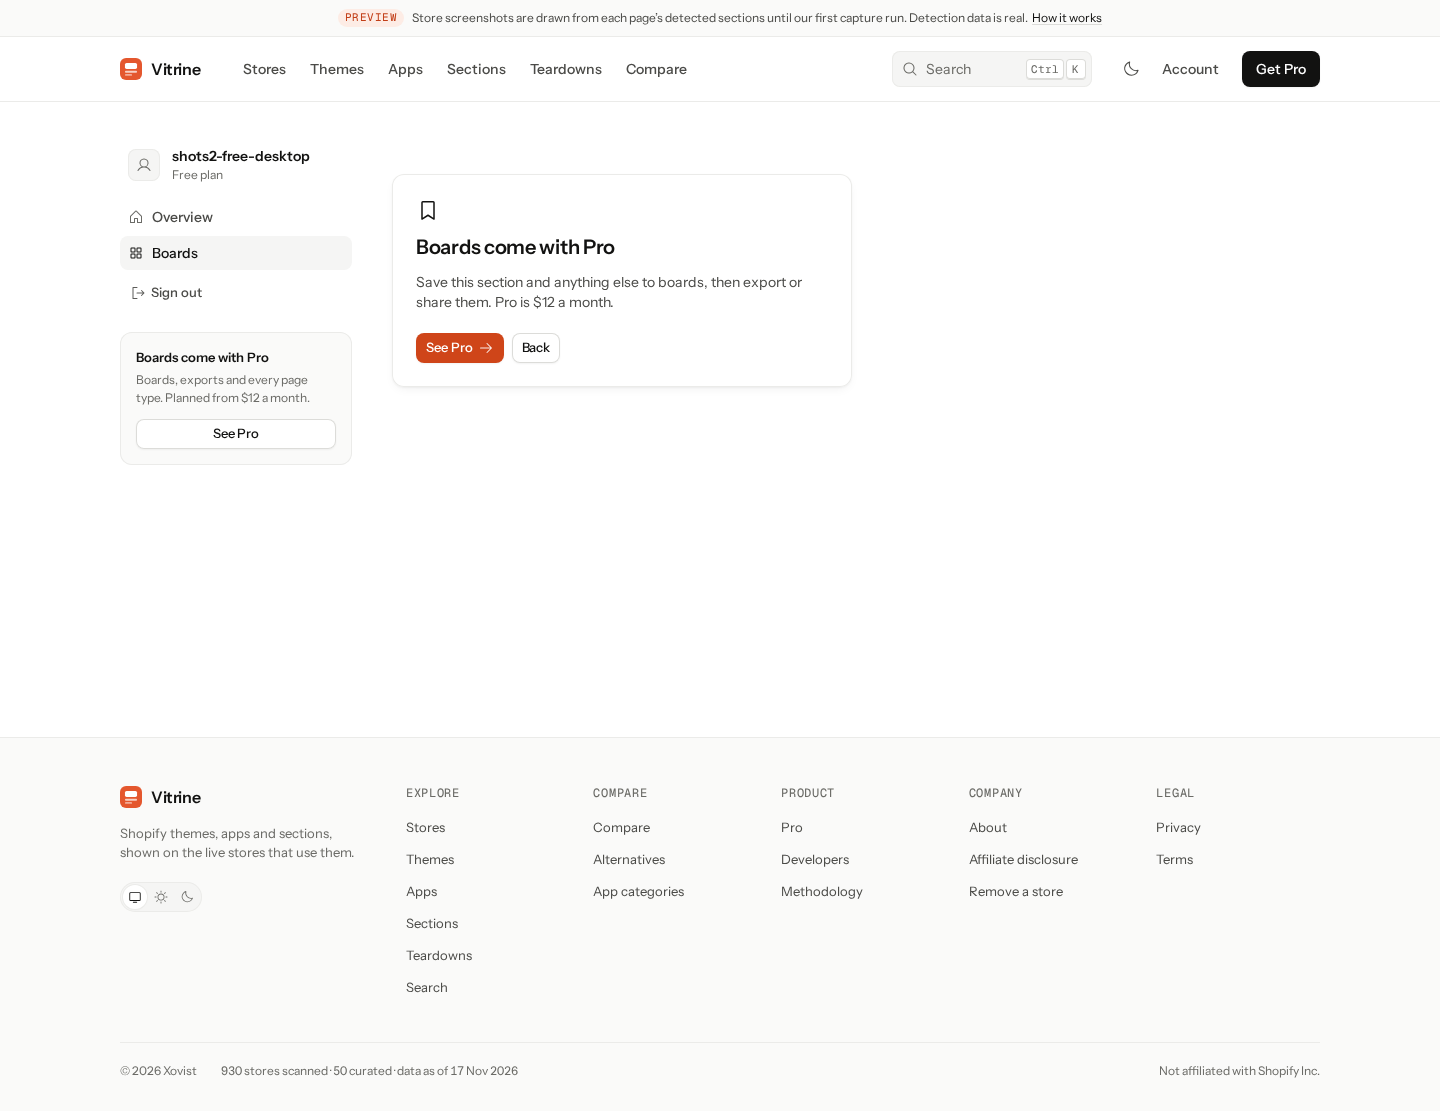 PREVIEW Store screenshots are drawn from each page's detected sections until our first capture run. Detection data is real. How it works
Vitrine Stores Themes Apps Sections Teardowns Compare Search Ctrl K Account Get Pro
shots2-free-desktop
Free plan
Overview
Boards
Sign out
Boards come with Pro
Boards, exports and every page
type. Planned from $12 a month.
See Pro
Boards come with Pro
Save this section and anything else to boards, then export or
share them. Pro is $12 a month.
See Pro Back
Vitrine
Shopify themes, apps and sections,
shown on the live stores that use them.
EXPLORE
Stores
Themes
Apps
Sections
Teardowns
Search
COMPARE
Compare
Alternatives
App categories
PRODUCT
Pro
Developers
Methodology
COMPANY
About
Affiliate disclosure
Remove a store
LEGAL
Privacy
Terms
© 2026 Xovist 930 stores scanned · 50 curated · data as of 17 Nov 2026 Not affiliated with Shopify Inc.